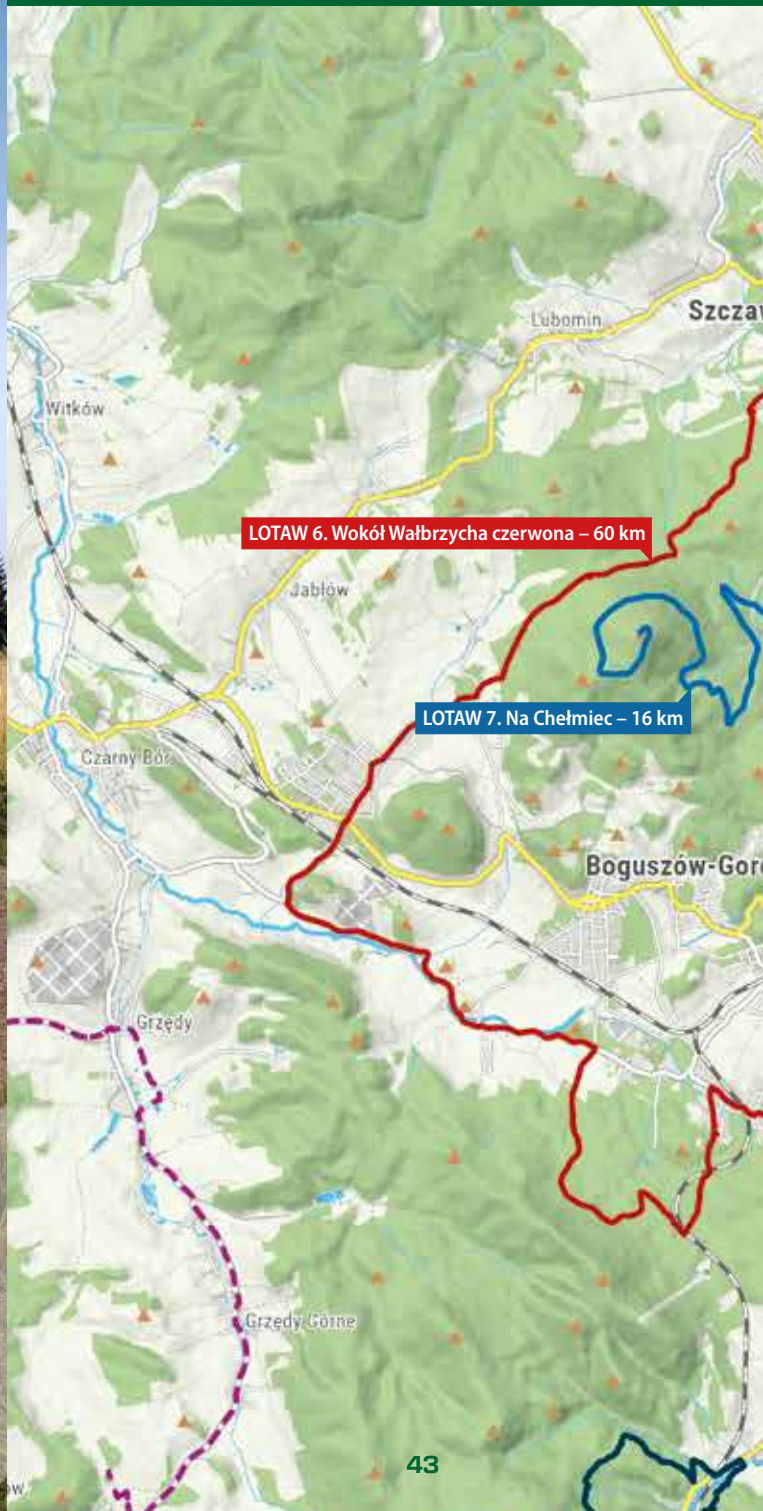 Lubomin
Szczaw
Witków
LOTAW 6. Wokół Wałbrzycha czerwona – 60 km
Jabłów
LOTAW 7. Na Chełmiec – 16 km
Czarny Bór
Boguszów-Gorc
Grzędy
Grzędy Górne
ów
43